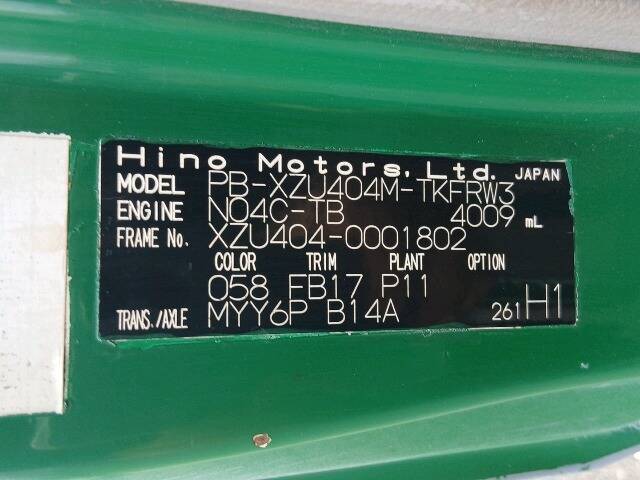 Hino Motors, Ltd. JAPAN
MODEL PB-XZU404M-TKFRW3
ENGINE N04C-TB 4009 mL
FRAME No. XZU404-0001802
COLOR TRIM PLANT OPTION
058 FB17 P11
TRANS./AXLE MYY6P B14A 261 H1